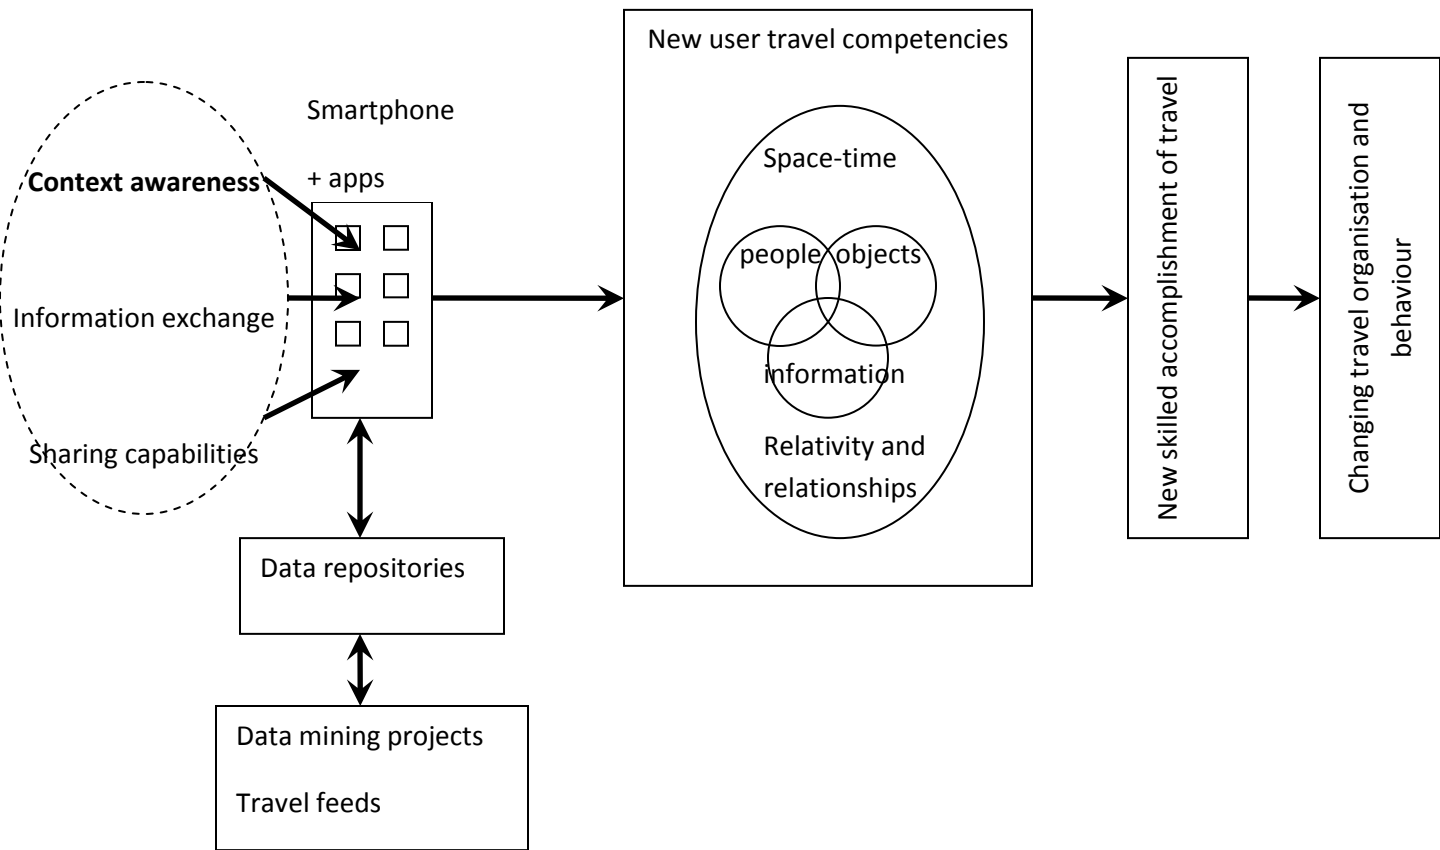 New user travel competencies
Smartphone
+ apps
Context awareness
Information exchange
Sharing capabilities
Space-time
people
objects
information
Relativity and
relationships
New skilled accomplishment of travel
Changing travel organisation and
behaviour
Data repositories
Data mining projects
Travel feeds